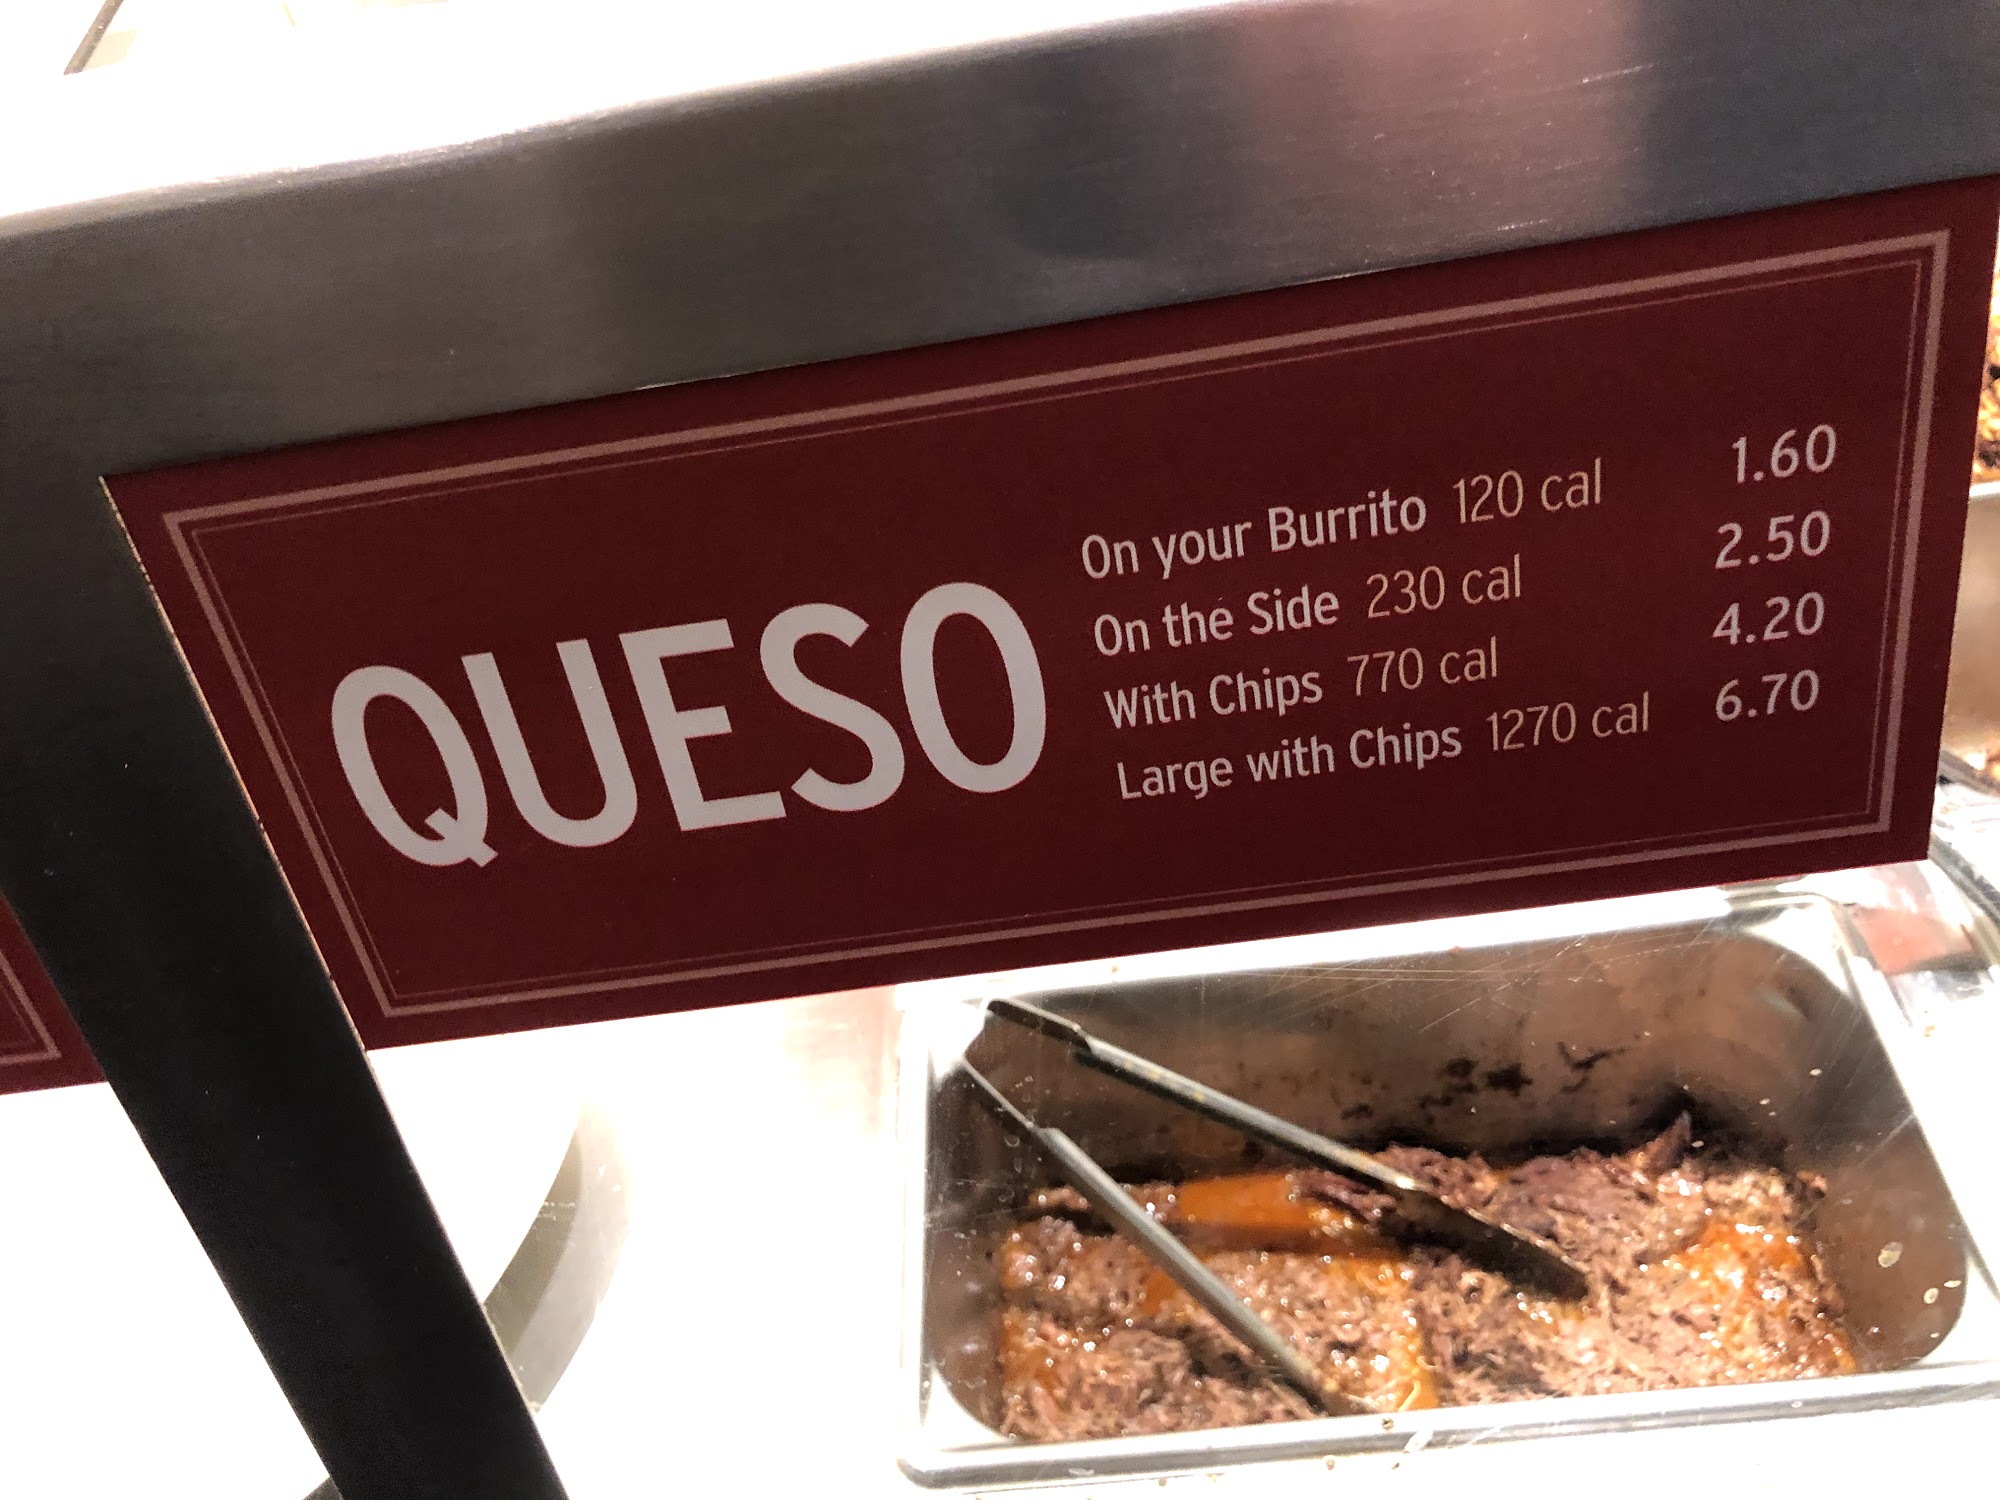 QUESO
On your Burrito 120 cal 1.60
On the Side 230 cal 2.50
With Chips 770 cal 4.20
Large with Chips 1270 cal 6.70